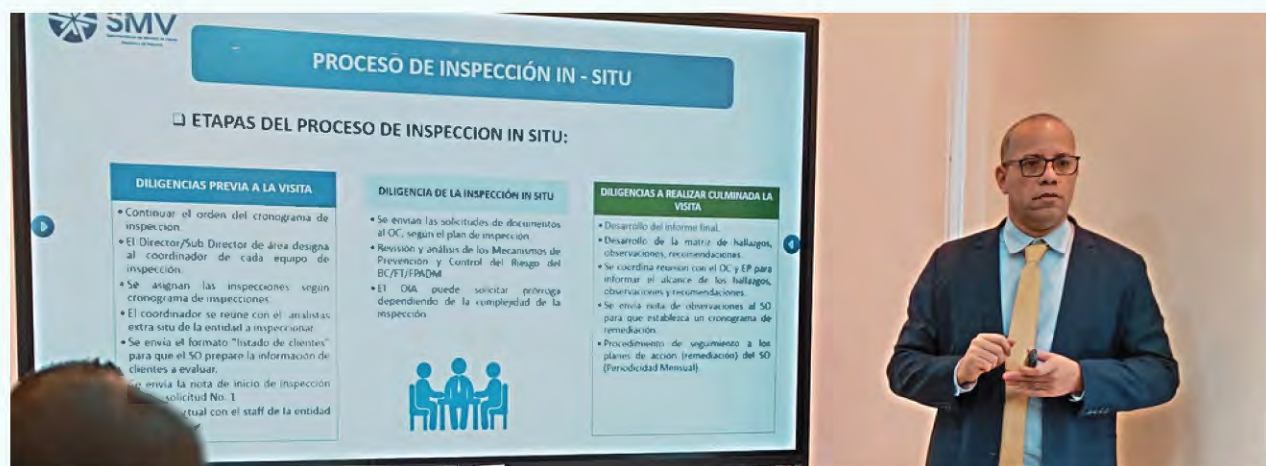 SMV
PROCESO DE INSPECCIÓN IN - SITU
❑ ETAPAS DEL PROCESO DE INSPECCION IN SITU:
DILIGENCIAS PREVIA A LA VISITA
• Continuar el orden del cronograma de
inspección.
• El Director/Sub Director de área designa
al coordinador de cada equipo de
inspección.
• Se asignan las inspecciones según
cronograma de inspecciones
• El coordinador se reune con el analistas
extra situ de la entidad a inspeccionar
• Se envía el formato "listado de clientes"
para que el SO prepare la información de
clientes a evaluar.
Se envía la nota de inicio de inspección
solicitud No. 1
con el staff de la entidad
DILIGENCIA DE LA INSPECCIÓN IN SITU
• Se envian las solicitudes de documentos
al OC, según el plan de inspección
• Revisión y análisis de los Mecanismos de
Prevención y Control del Riesgo del
BC/FT/FPADM
• El OIA puede solicitar prórroga
dependiendo de la complejidad de la
inspección
DILIGENCIAS A REALIZAR CULMINADA LA
VISITA
• Desarrollo del informe final.
• Desarrollo de la matriz de hallazgos,
observaciones, recomendaciones.
• Se coordina reunion con el OC y EP para
informar el alcance de los hallazgos,
observaciones y recomendaciones.
• Se envía nota de observaciones al SO
para que establezca un cronograma de
remediación.
• Procedimiento de seguimiento a los
planes de acción (remediación) del SO
(Periodicidad Mensual).